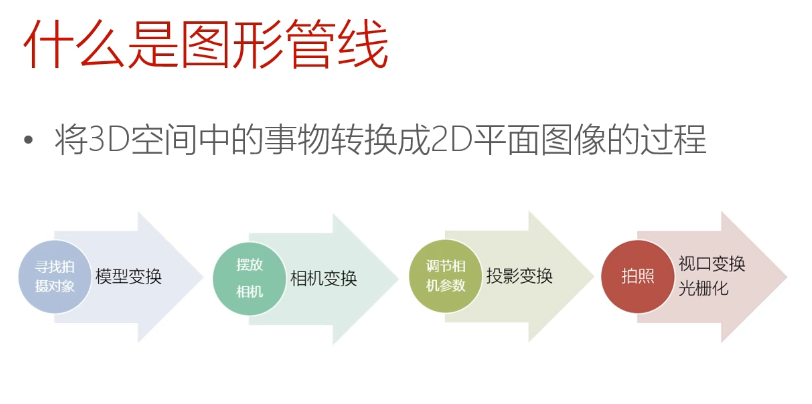 什么是图形管线
• 将3D空间中的事物转换成2D平面图像的过程
寻找拍
摄对象
模型变换
摆放
相机
相机变换
调节相
机参数
投影变换
拍照
视口变换
光栅化